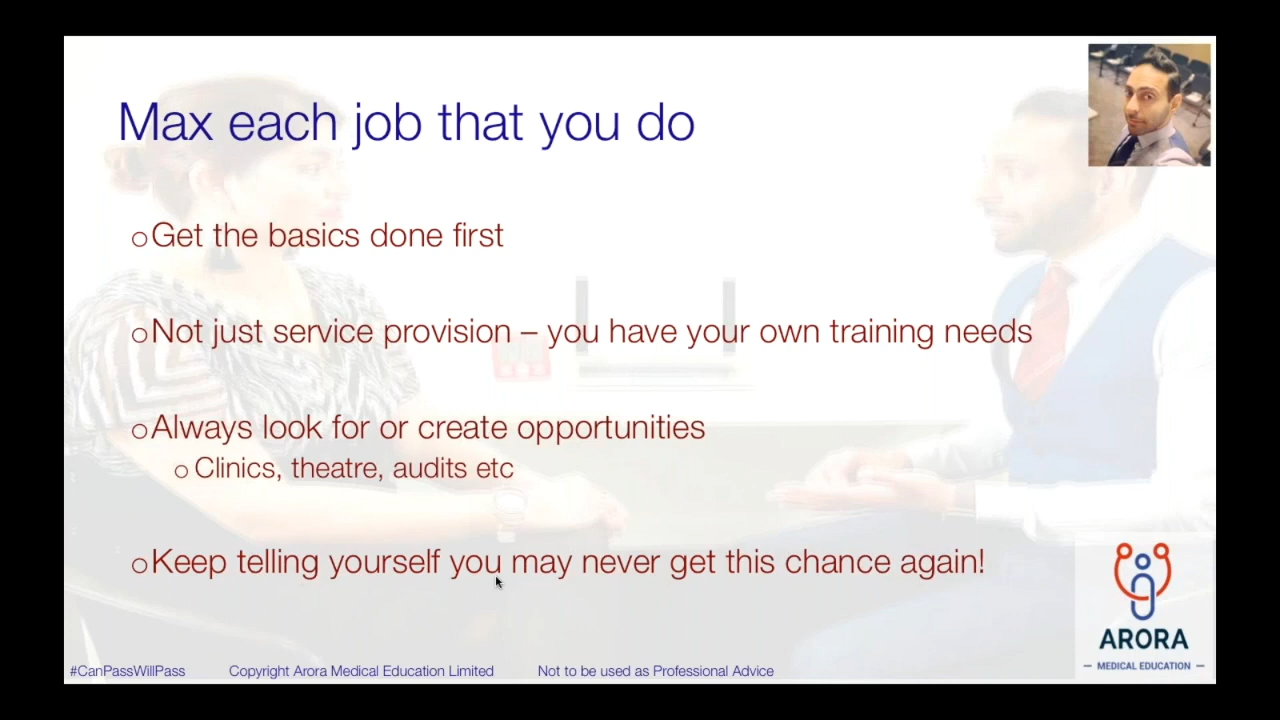 Max each job that you do
Get the basics done first
Not just service provision – you have your own training needs
Always look for or create opportunities
Clinics, theatre, audits etc
Keep telling yourself you may never get this chance again!
ARORA
MEDICAL EDUCATION
#CanPassWillPass Copyright Arora Medical Education Limited Not to be used as Professional Advice